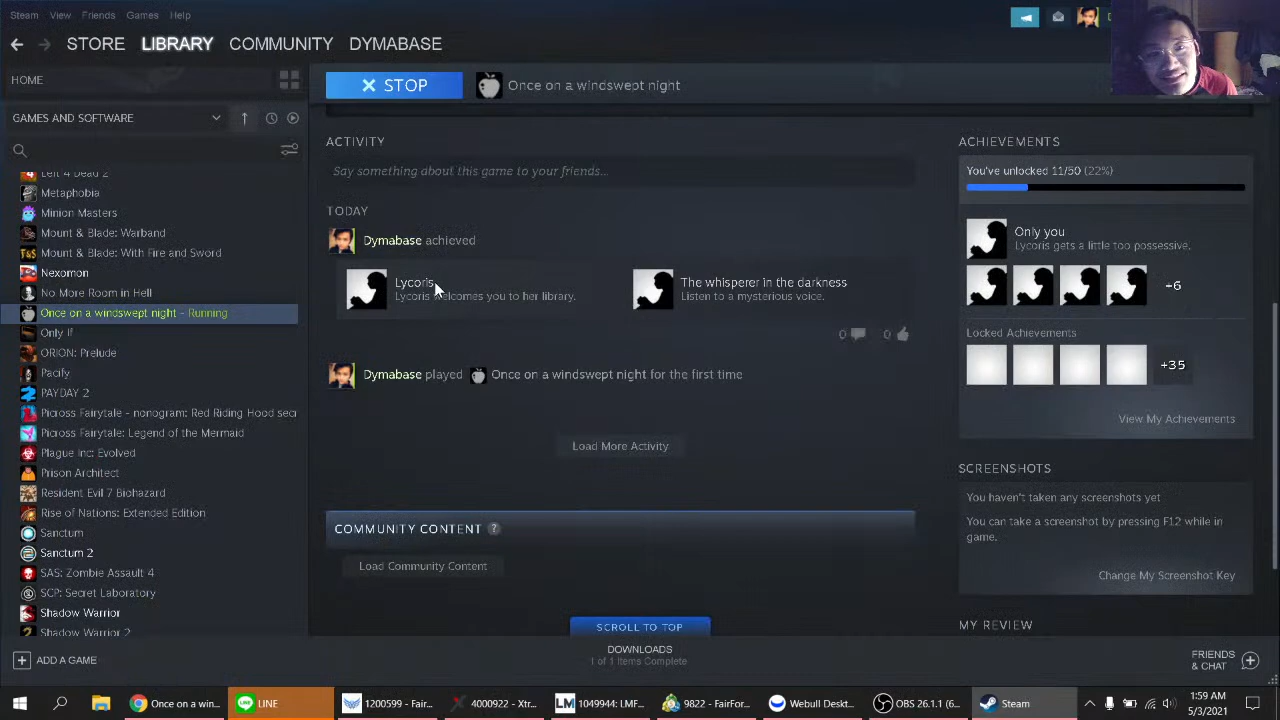 Steam View Friends Games Help
STORE LIBRARY COMMUNITY DYMABASE
HOME
STOP
Once on a windswept night
GAMES AND SOFTWARE
Left 4 Dead 2
Metaphobia
Minion Masters
Mount & Blade: Warband
Mount & Blade: With Fire and Sword
Nexomon
No More Room in Hell
Once on a windswept night - Running
Only If
ORION: Prelude
Pacify
PAYDAY 2
Picross Fairytale - nonogram: Red Riding Hood secr
Picross Fairytale: Legend of the Mermaid
Plague Inc: Evolved
Prison Architect
Resident Evil 7 Biohazard
Rise of Nations: Extended Edition
Sanctum
Sanctum 2
SAS: Zombie Assault 4
SCP: Secret Laboratory
Shadow Warrior
Shadow Warrior 2
ADD A GAME
ACTIVITY
Say something about this game to your friends...
TODAY
Dymabase achieved
Lycoris
Lycoris welcomes you to her library.
The whisperer in the darkness
Listen to a mysterious voice.
0 0
Dymabase played Once on a windswept night for the first time
Load More Activity
COMMUNITY CONTENT ?
Load Community Content
SCROLL TO TOP
DOWNLOADS
1 of 1 Items Complete
ACHIEVEMENTS
You've unlocked 11/50 (22%)
Only you
Lycoris gets a little too possessive.
+6
Locked Achievements
+35
View My Achievements
SCREENSHOTS
You haven't taken any screenshots yet
You can take a screenshot by pressing F12 while in
game.
Change My Screenshot Key
MY REVIEW
FRIENDS
& CHAT
Once on a win...
LINE
1200599 - Fair...
4000922 - Xtr...
1049944: LMF...
9822 - FairFor...
Webull Deskt...
OBS 26.1.1 (6...
Steam
1:59 AM
5/3/2021